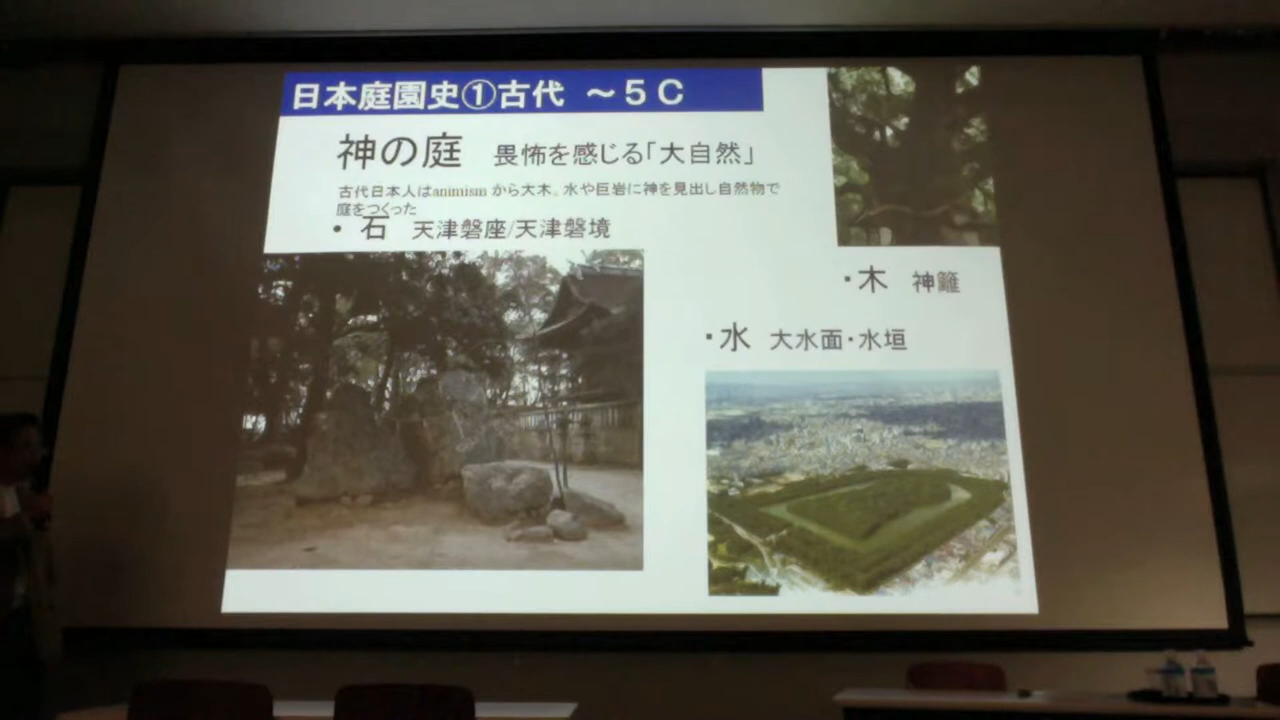 日本庭園史①古代 ～5C
神の庭 畏怖を感じる「大自然」
古代日本人はanimismから大木。水や巨岩に神を見出し自然物で
庭をつくった
・石 天津磐座/天津磐境
・木 神籬
・水 大水面・水垣